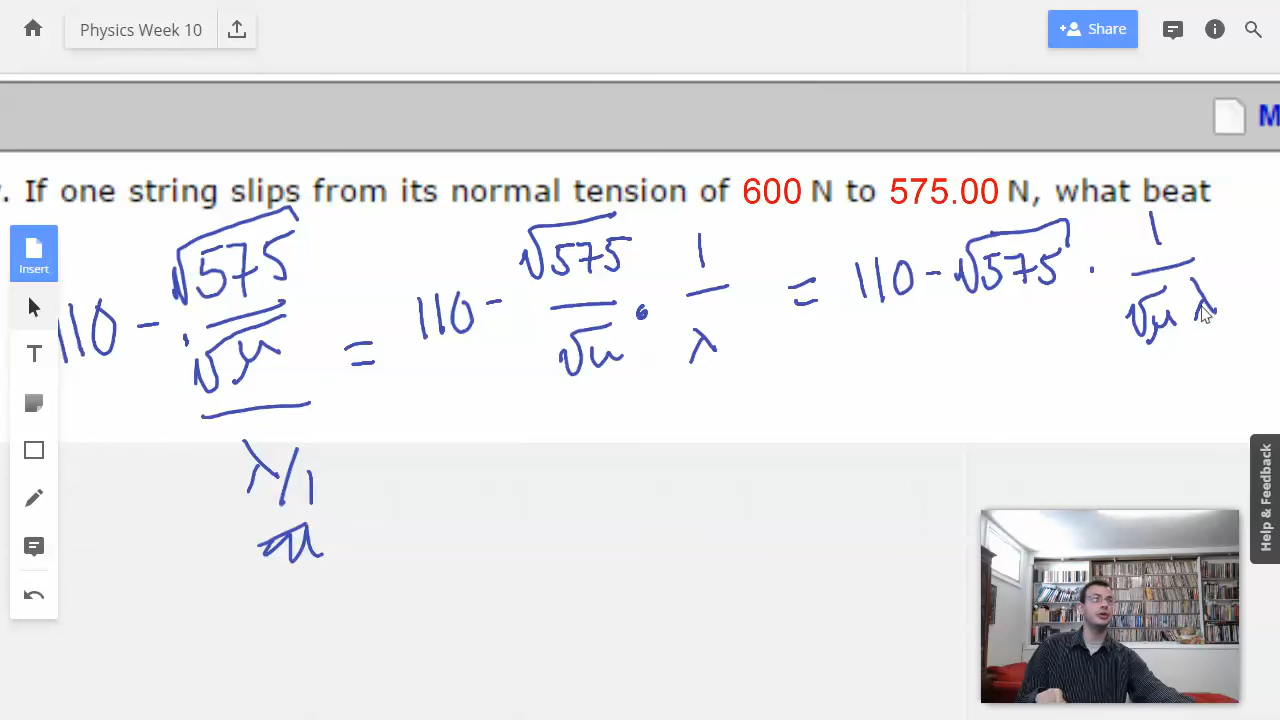 Physics Week 10
Share
M
. If one string slips from its normal tension of 600 N to 575.00 N, what beat
Insert
T
110 - √575/√μ / λ/1 = 110 - √575/√μ · 1/λ = 110 - √575 · 1/√μ λ
Help & Feedback